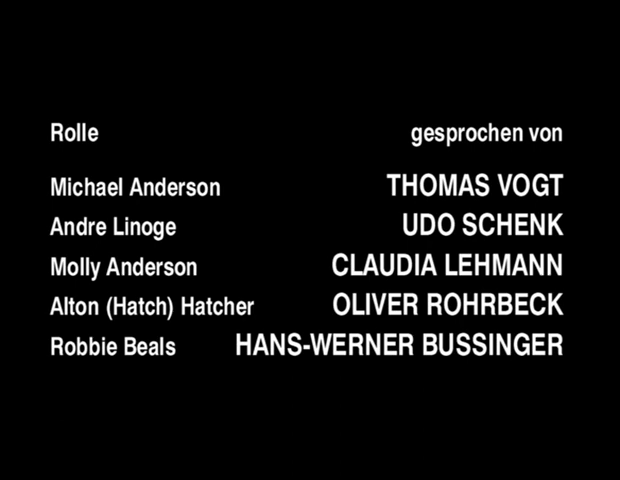 Rolle gesprochen von
Michael Anderson THOMAS VOGT
Andre Linoge UDO SCHENK
Molly Anderson CLAUDIA LEHMANN
Alton (Hatch) Hatcher OLIVER ROHRBECK
Robbie Beals HANS-WERNER BUSSINGER